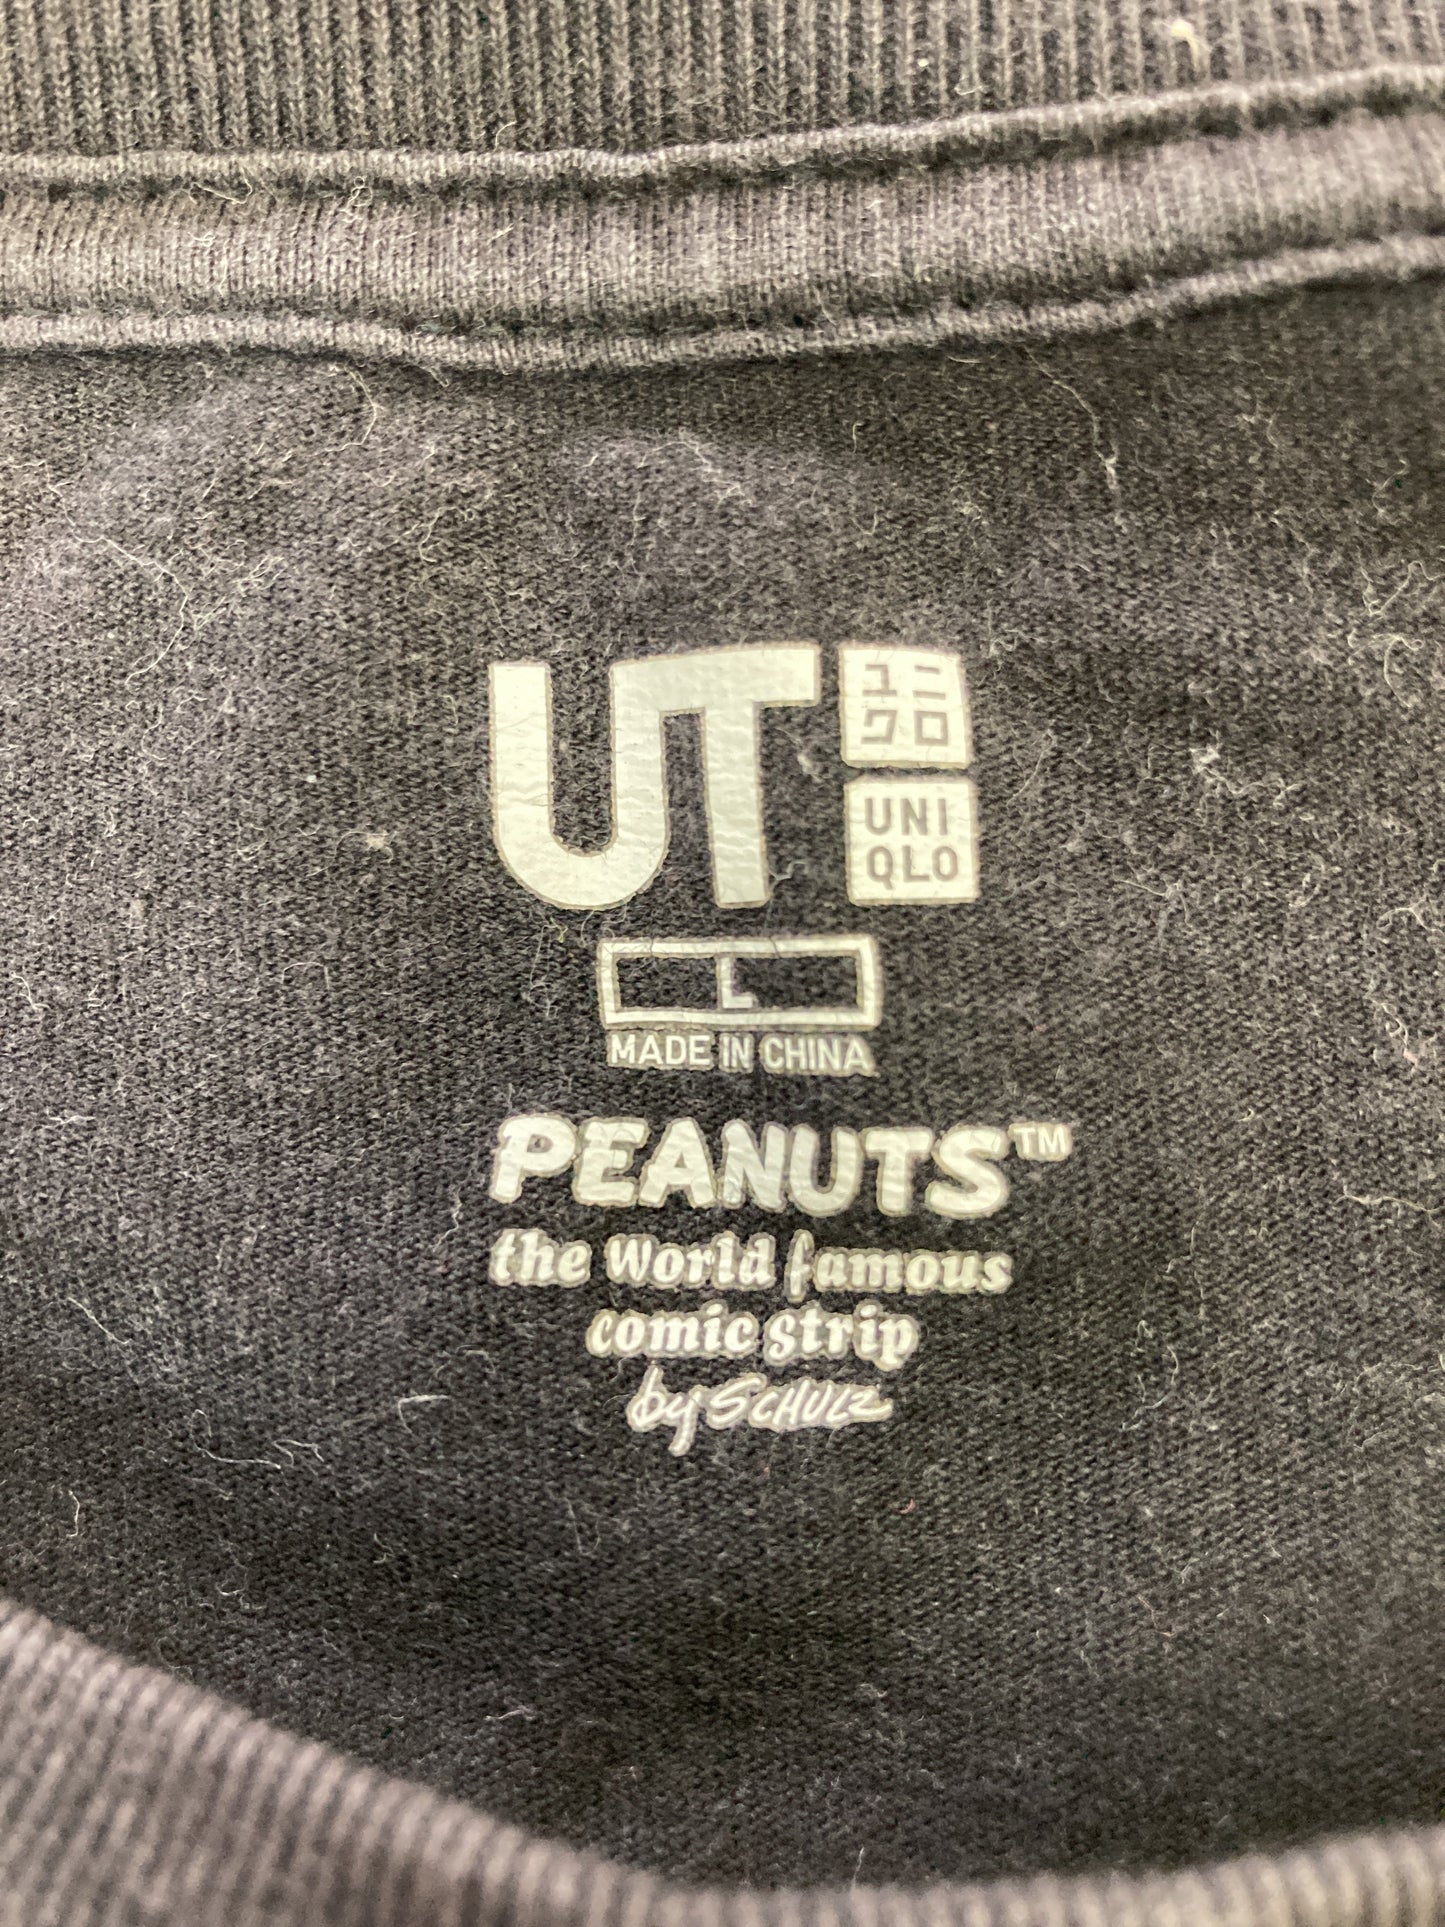 UT
ユニ
クロ
UNI
QLO
L
MADE IN CHINA
PEANUTS™
the World famous
comic strip
by SCHULZ